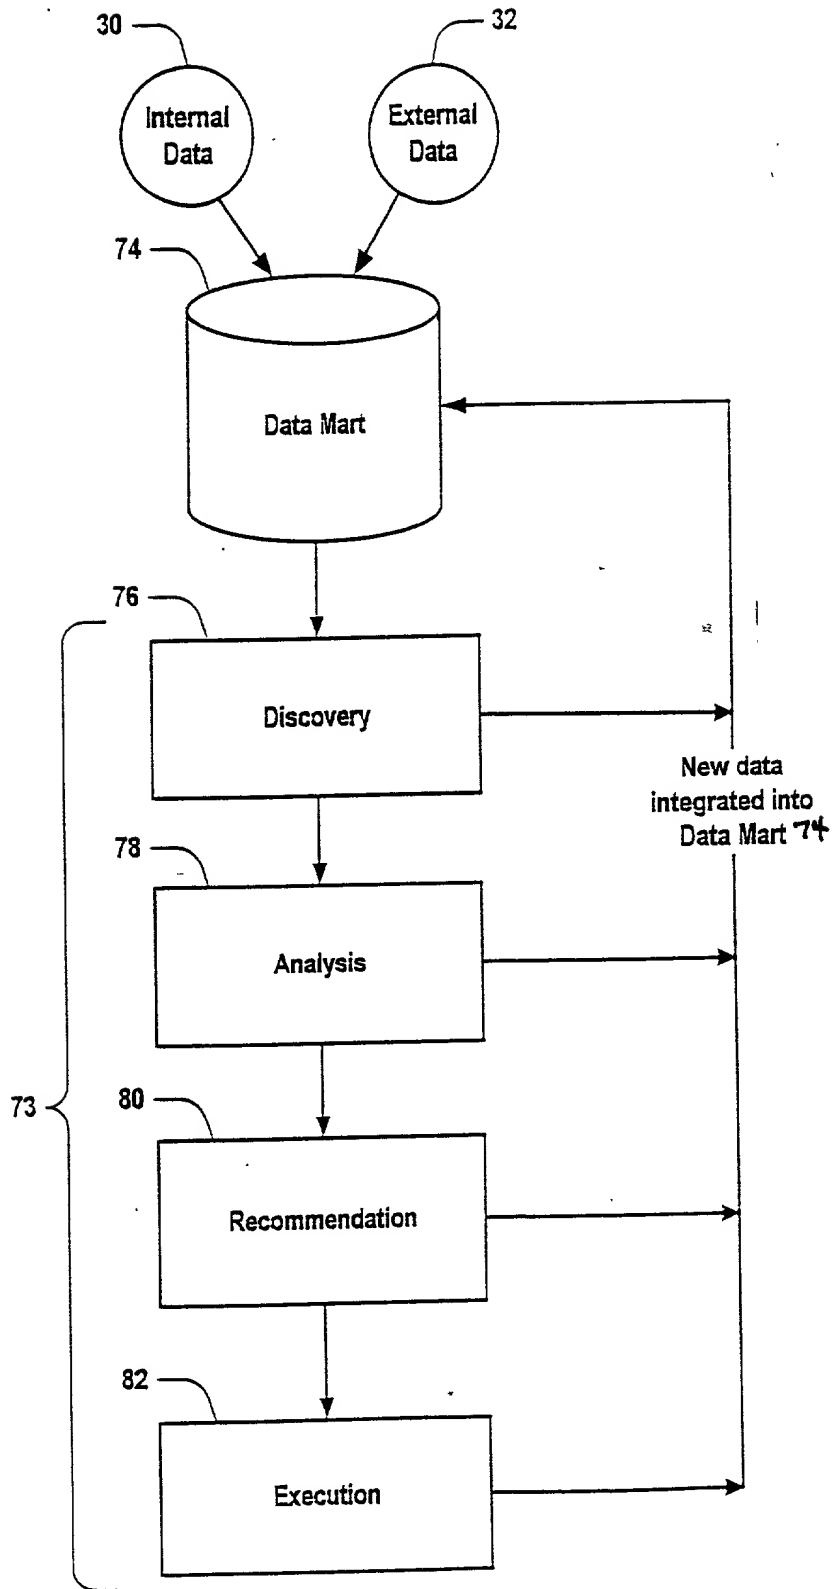 30
32
Internal
Data
External
Data
74
Data Mart
76
Discovery
New data
integrated into
Data Mart 74
78
Analysis
73
80
Recommendation
82
Execution